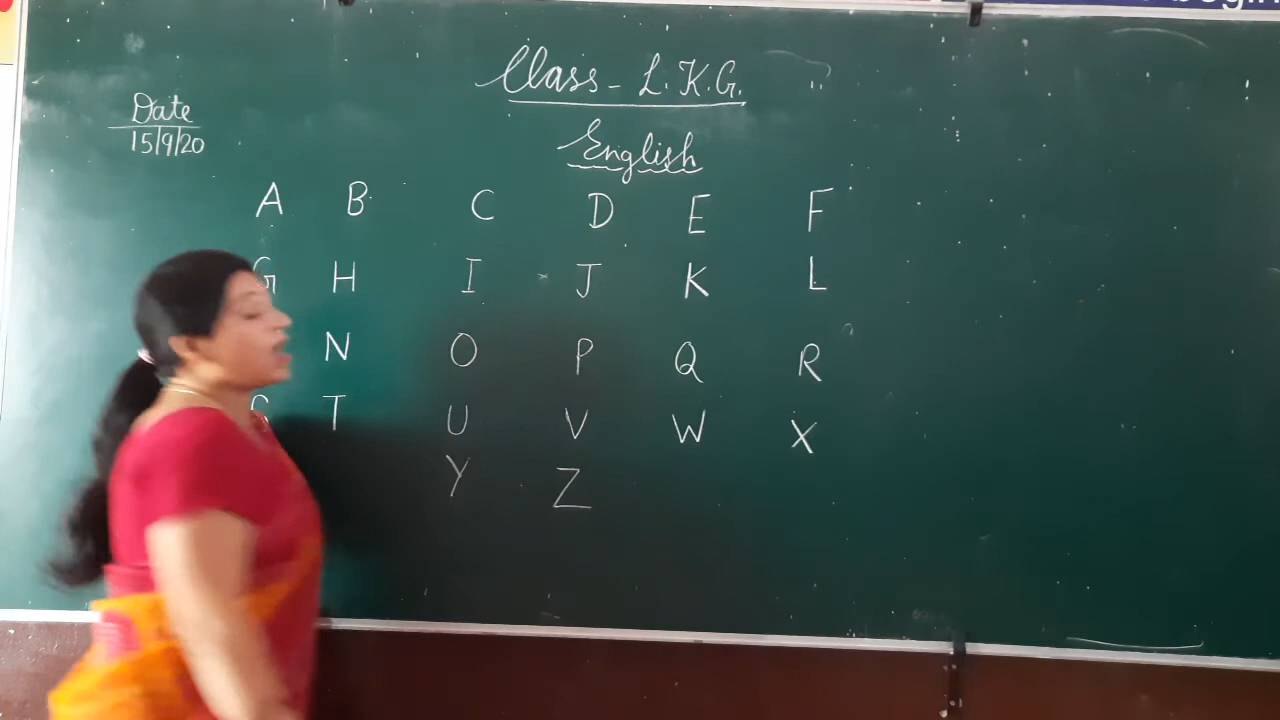 Class - L.K.G.
Date
15/9/20
English
A B C D E F
G H I J K L
N O P Q R
T U V W X
Y Z